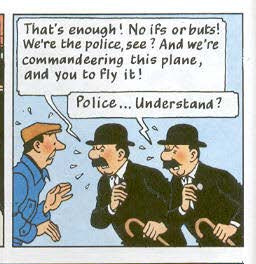 That's enough! No ifs or buts!
We're the police, see? And we're
commandeering this plane,
and you to fly it!
Police... Understand?